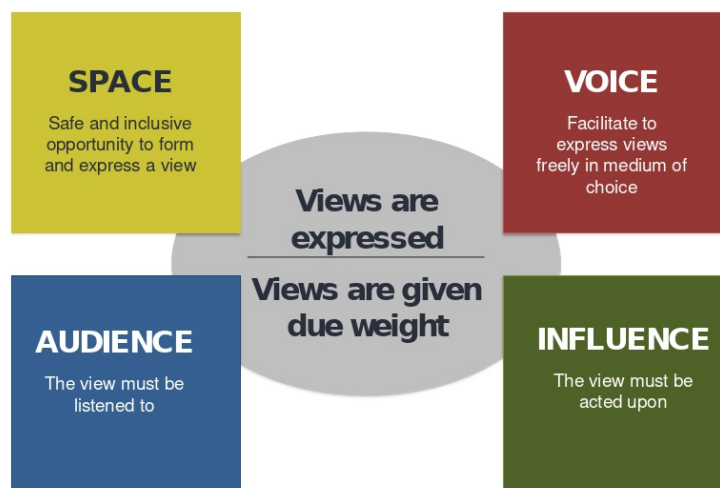 SPACE
Safe and inclusive
opportunity to form
and express a view
VOICE
Facilitate to
express views
freely in medium of
choice
Views are
expressed
Views are given
due weight
AUDIENCE
The view must be
listened to
INFLUENCE
The view must be
acted upon